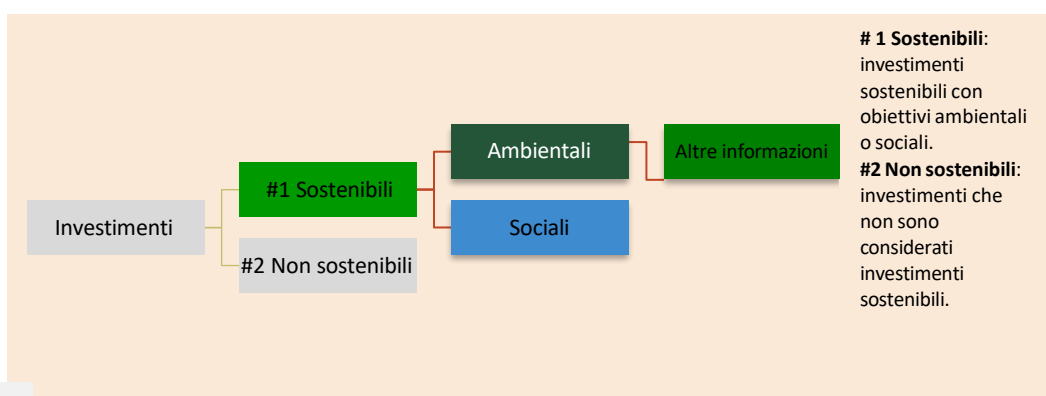 Investimenti
#1 Sostenibili
#2 Non sostenibili
Ambientali
Sociali
Altre informazioni
# 1 Sostenibili:
investimenti
sostenibili con
obiettivi ambientali
o sociali.
#2 Non sostenibili:
investimenti che
non sono
considerati
investimenti
sostenibili.